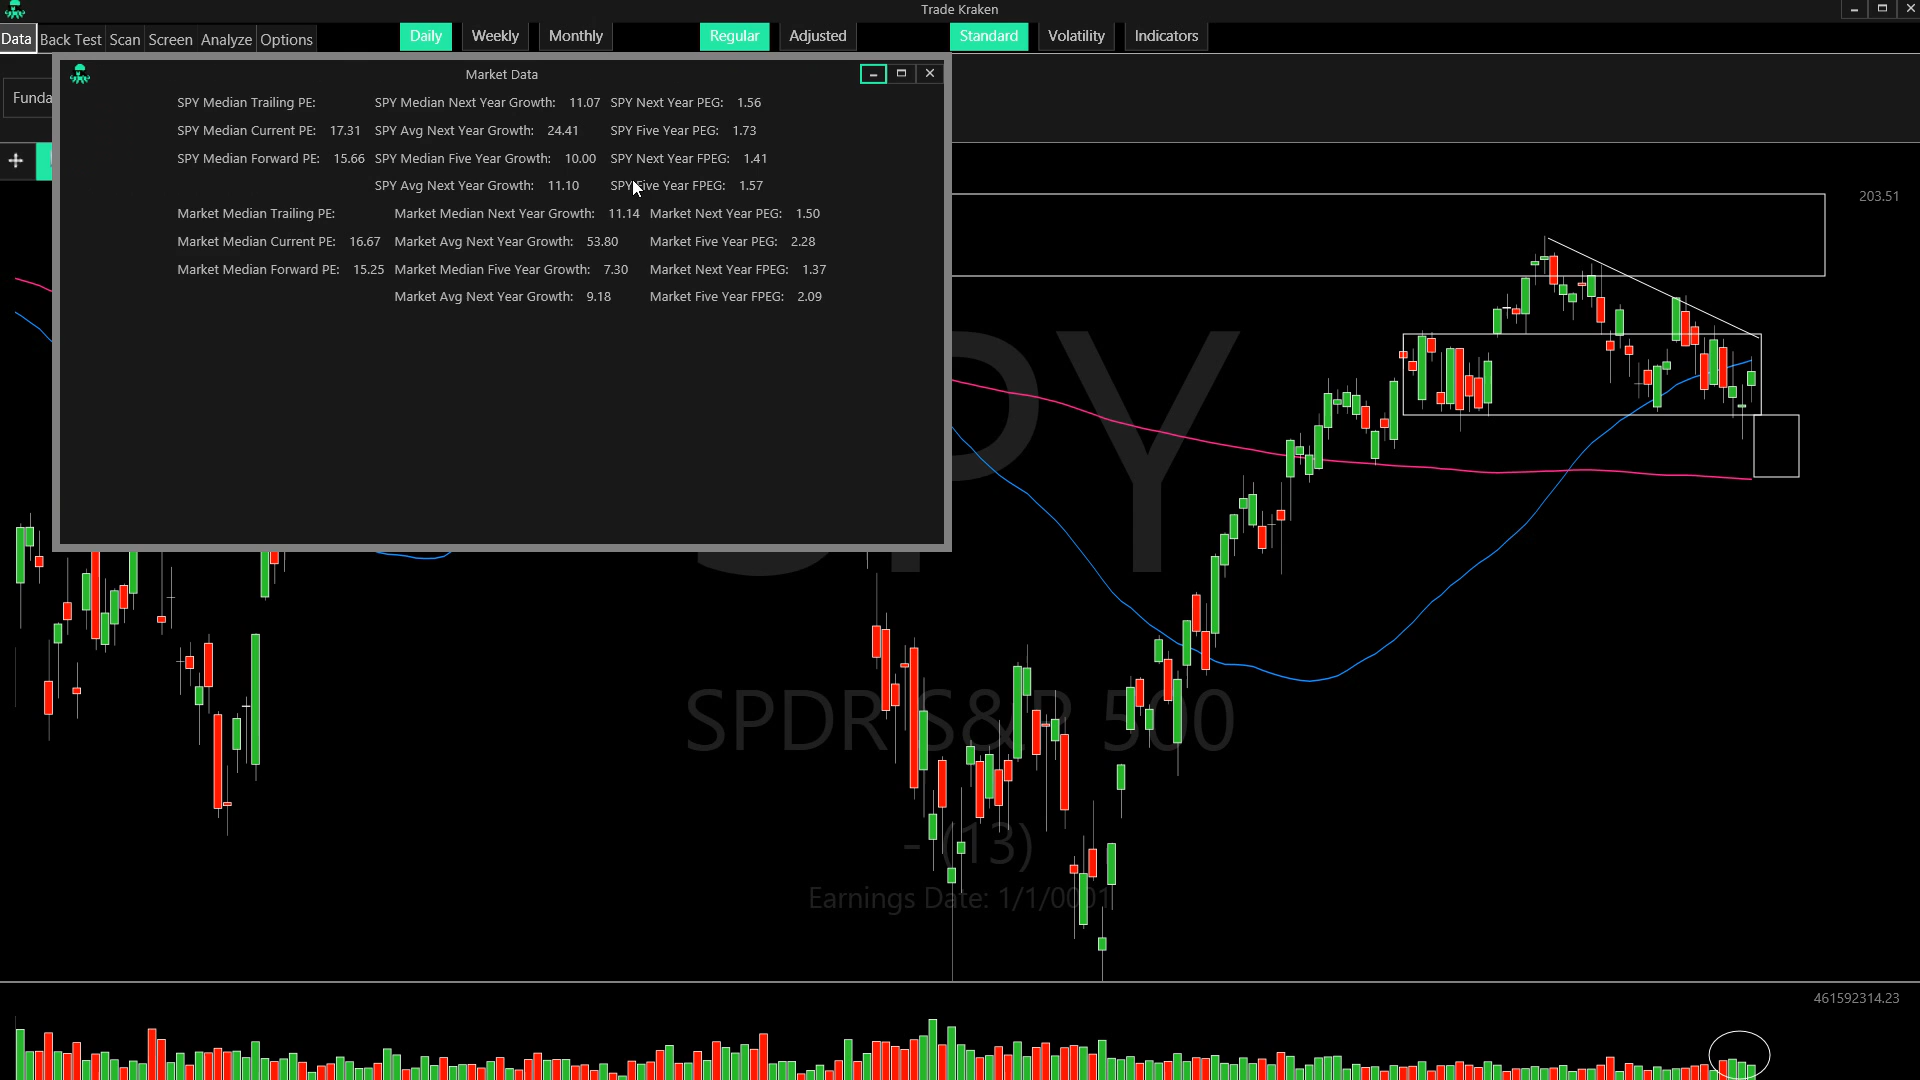 Trade Kraken
Data Back Test Scan Screen Analyze Options Daily Weekly Monthly Regular Adjusted Standard Volatility Indicators
Market Data
Funda
SPY Median Trailing PE: SPY Median Next Year Growth: 11.07 SPY Next Year PEG: 1.56
SPY Median Current PE: 17.31 SPY Avg Next Year Growth: 24.41 SPY Five Year PEG: 1.73
SPY Median Forward PE: 15.66 SPY Median Five Year Growth: 10.00 SPY Next Year FPEG: 1.41
SPY Avg Next Year Growth: 11.10 SPY Five Year FPEG: 1.57
Market Median Trailing PE: Market Median Next Year Growth: 11.14 Market Next Year PEG: 1.50
Market Median Current PE: 16.67 Market Avg Next Year Growth: 53.80 Market Five Year PEG: 2.28
Market Median Forward PE: 15.25 Market Median Five Year Growth: 7.30 Market Next Year FPEG: 1.37
Market Avg Next Year Growth: 9.18 Market Five Year FPEG: 2.09
203.51
SPY
SPDR S&P 500
- (13)
Earnings Date: 1/1/0001
461592314.23